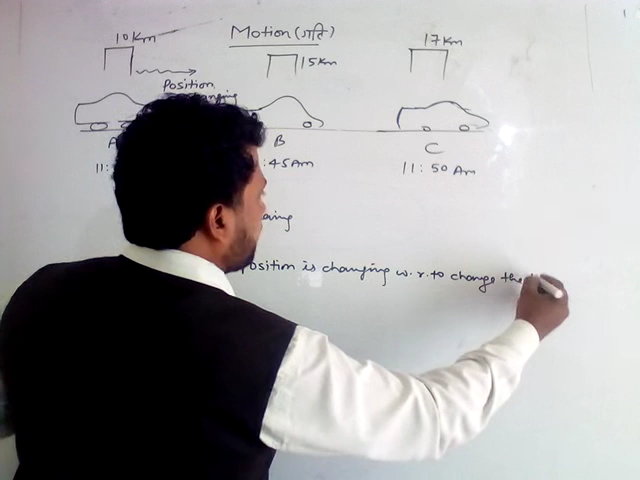 Motion (गति)
10 Km
15 Km
17 Km
Position
A
B
C
11:
:45 Am
11:50 Am
Position is changing w.r.to change the